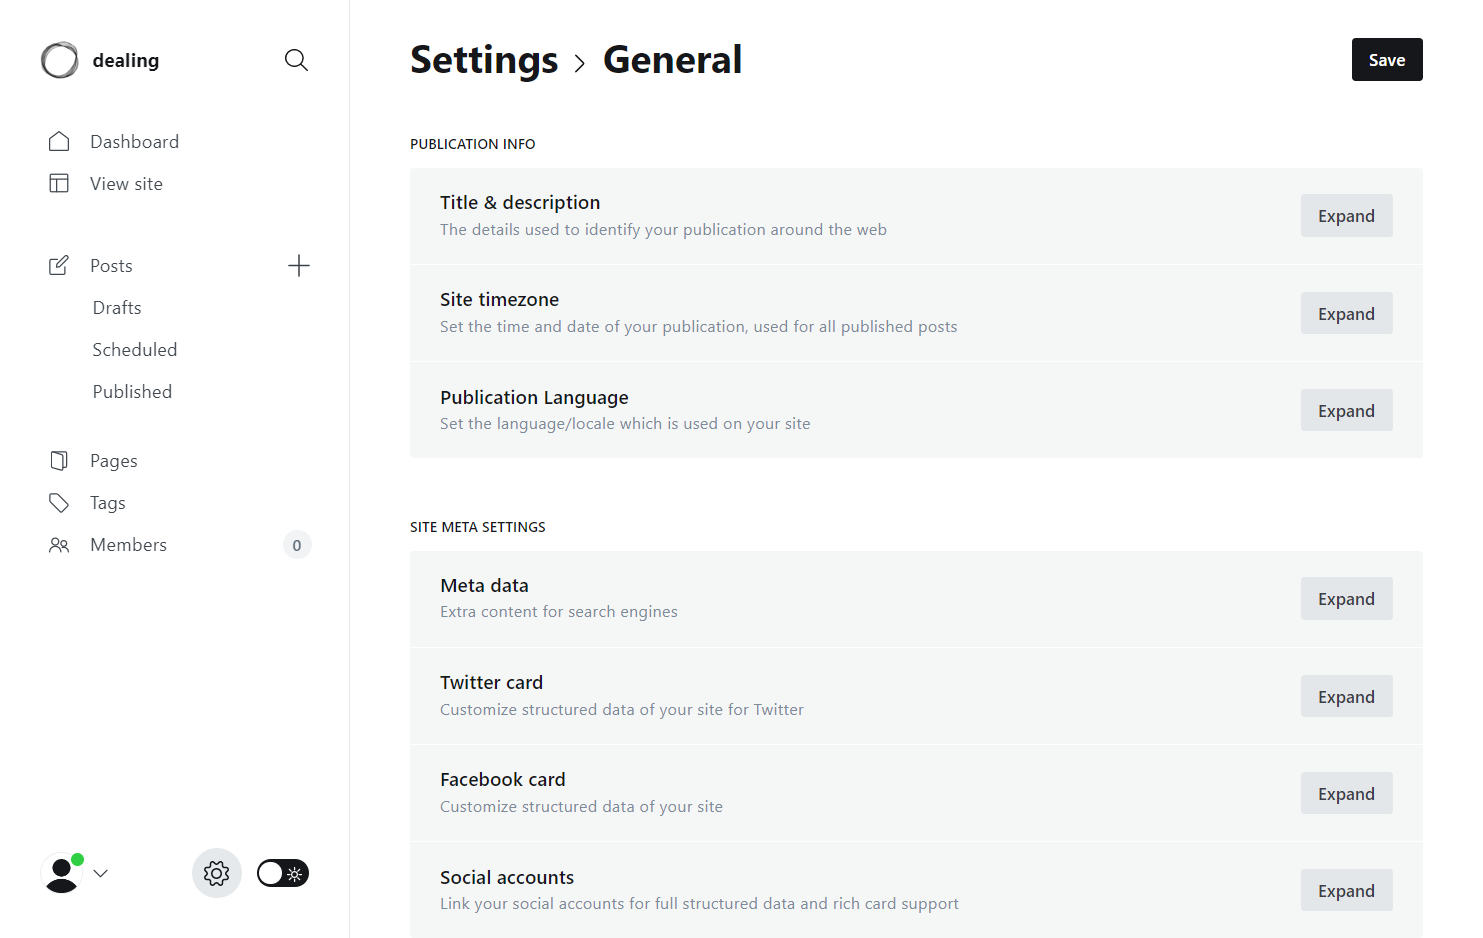 dealing
Dashboard
View site
Posts
Drafts
Scheduled
Published
Pages
Tags
Members 0
Settings › General
Save
PUBLICATION INFO
Title & description
The details used to identify your publication around the web
Expand
Site timezone
Set the time and date of your publication, used for all published posts
Expand
Publication Language
Set the language/locale which is used on your site
Expand
SITE META SETTINGS
Meta data
Extra content for search engines
Expand
Twitter card
Customize structured data of your site for Twitter
Expand
Facebook card
Customize structured data of your site
Expand
Social accounts
Link your social accounts for full structured data and rich card support
Expand